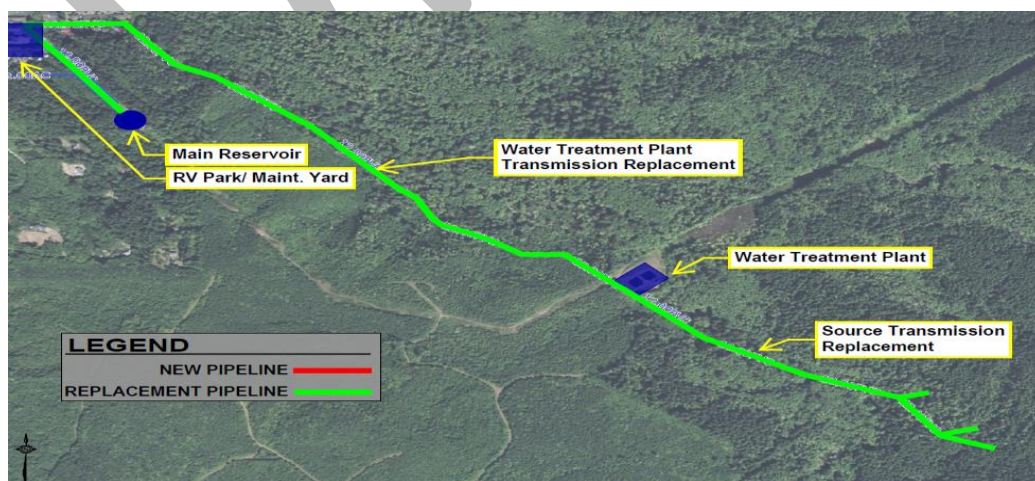 Main Reservoir
RV Park/ Maint. Yard
Water Treatment Plant
Transmission Replacement
Water Treatment Plant
Source Transmission
Replacement
LEGEND
NEW PIPELINE
REPLACEMENT PIPELINE